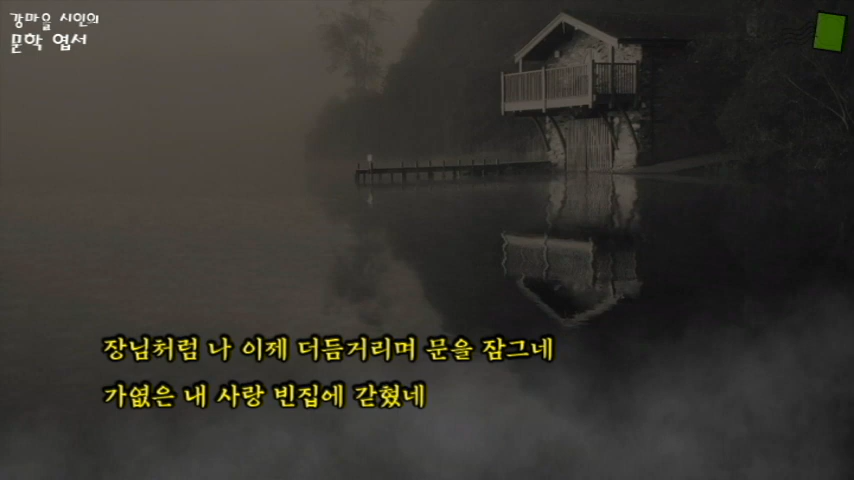 강마을 시인의
문학 엽서
장님처럼 나 이제 더듬거리며 문을 잠그네
가엾은 내 사랑 빈집에 갇혔네